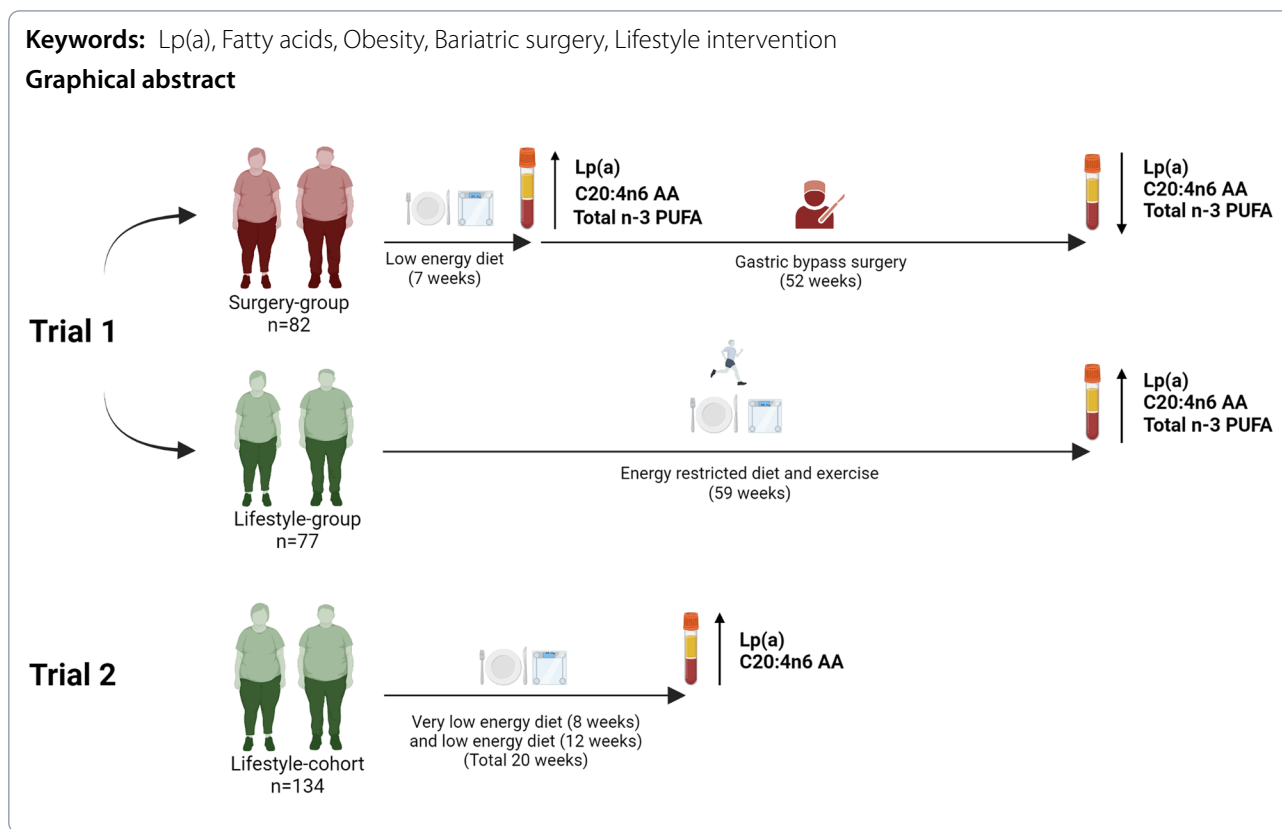 Keywords: Lp(a), Fatty acids, Obesity, Bariatric surgery, Lifestyle intervention
Graphical abstract
Trial 1
Surgery-group
n=82
Low energy diet
(7 weeks)
Lp(a)
C20:4n6 AA
Total n-3 PUFA
Gastric bypass surgery
(52 weeks)
Lp(a)
C20:4n6 AA
Total n-3 PUFA
Lifestyle-group
n=77
Energy restricted diet and exercise
(59 weeks)
Lp(a)
C20:4n6 AA
Total n-3 PUFA
Trial 2
Lifestyle-cohort
n=134
Very low energy diet (8 weeks)
and low energy diet (12 weeks)
(Total 20 weeks)
Lp(a)
C20:4n6 AA